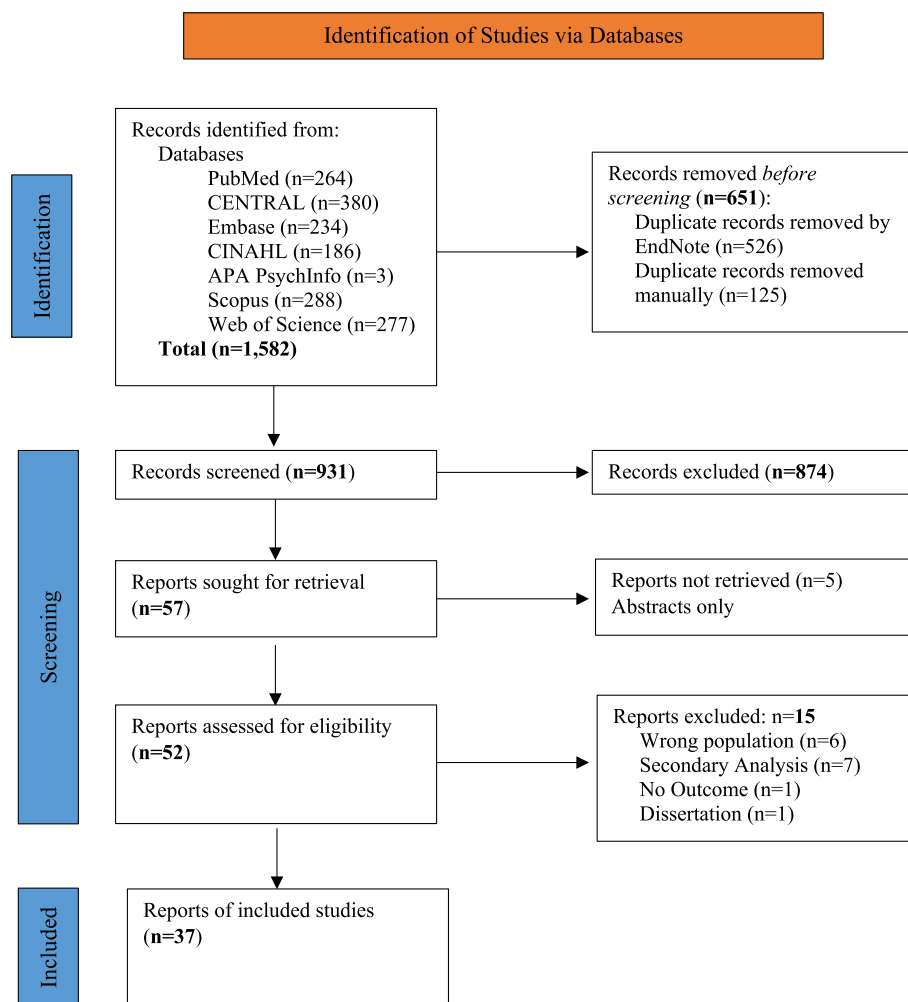 Identification of Studies via Databases
Identification
Records identified from:
Databases
PubMed (n=264)
CENTRAL (n=380)
Embase (n=234)
CINAHL (n=186)
APA PsychInfo (n=3)
Scopus (n=288)
Web of Science (n=277)
Total (n=1,582)
Records removed before
screening (n=651):
Duplicate records removed by
EndNote (n=526)
Duplicate records removed
manually (n=125)
Screening
Records screened (n=931)
Records excluded (n=874)
Reports sought for retrieval
(n=57)
Reports not retrieved (n=5)
Abstracts only
Reports assessed for eligibility
(n=52)
Reports excluded: n=15
Wrong population (n=6)
Secondary Analysis (n=7)
No Outcome (n=1)
Dissertation (n=1)
Included
Reports of included studies
(n=37)